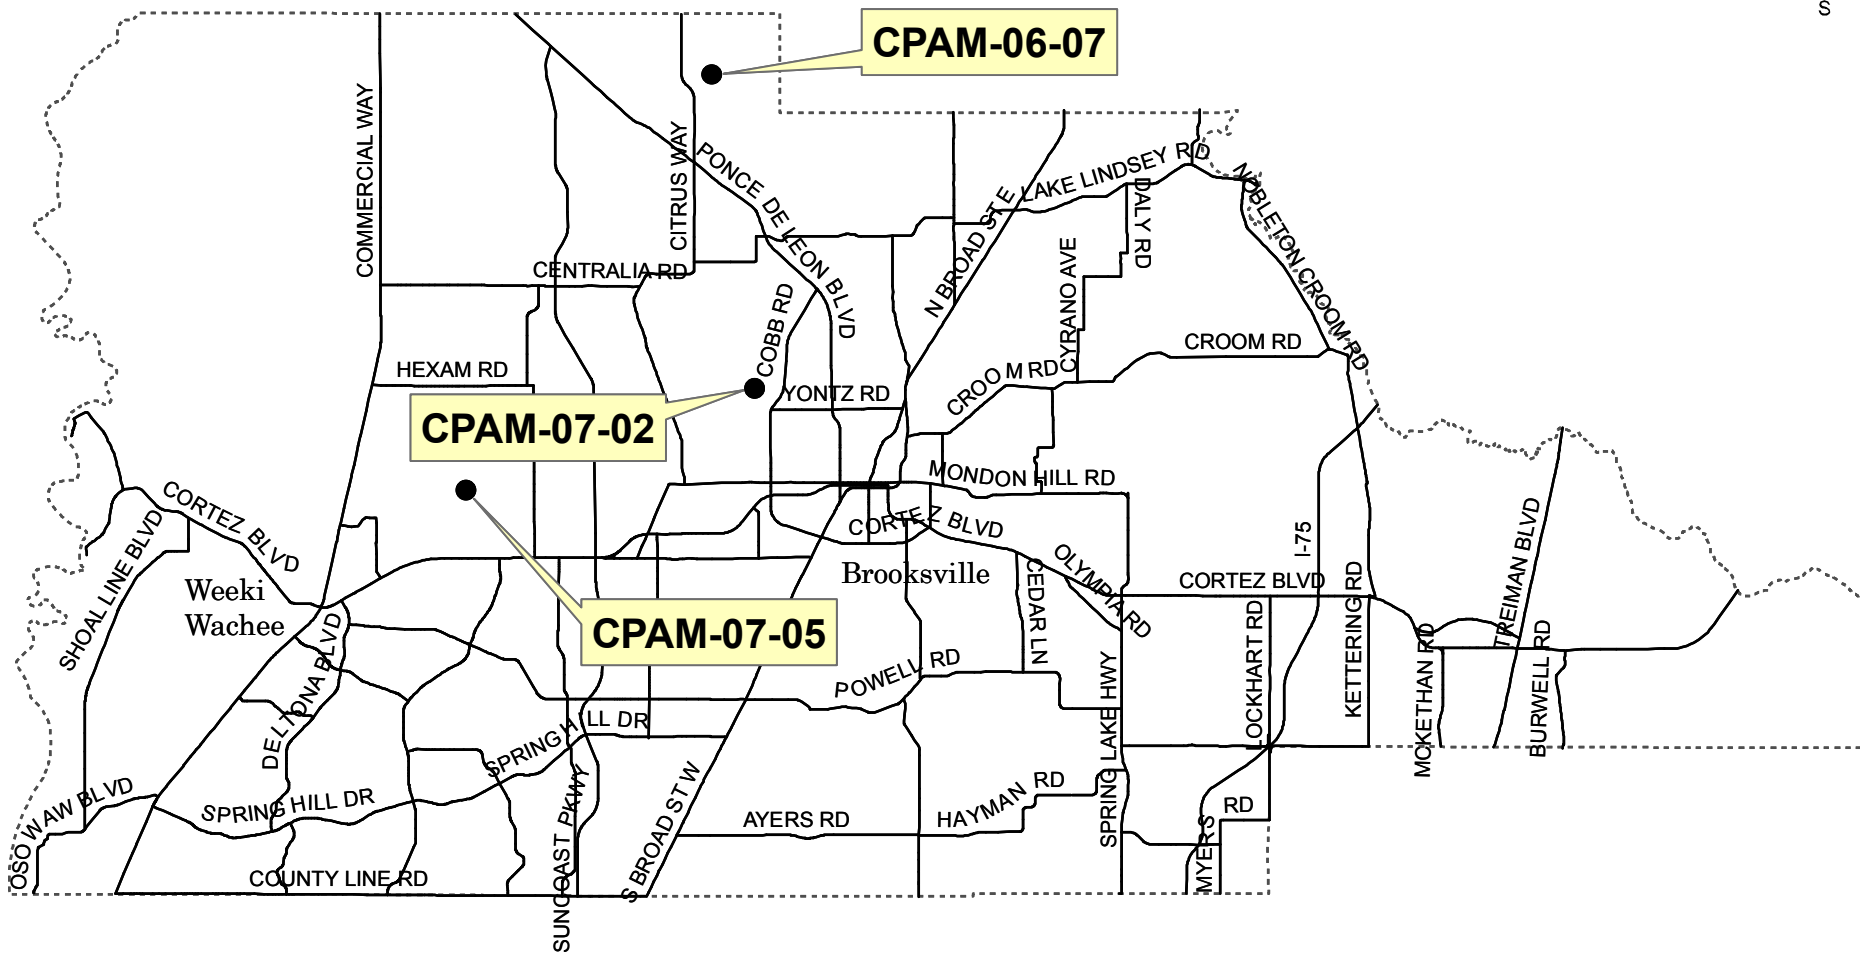 S
CPAM-06-07
COMMERCIAL WAY
CITRUS WAY
PONCE DE LEON BLVD
LAKE LINDSEY RD
DALY RD
NOBLETON CROOM RD
N BROAD ST E
CENTRALIA RD
CYRANO AVE
COBB RD
CROOM RD
HEXAM RD
CROOM RD
YONTZ RD
CPAM-07-02
MONDON HILL RD
CORTEZ BLVD
SHOAL LINE BLVD
CORTEZ BLVD
I-75
TREIMAN BLVD
Weeki
Wachee
Brooksville
CEDAR LN
OLYMPIA RD
CORTEZ BLVD
CPAM-07-05
LOCKHART RD
KETTERING RD
MCKETHAN RD
BURWELL RD
DELTONA BLVD
POWELL RD
SPRING H LL DR
SPRING LAKE HWY
OSO WAW BLVD
SPRING HILL DR
SUNCOAST PKWY
S BROAD ST W
AYERS RD
HAYMAN RD
MYERS RD
COUNTY LINE RD